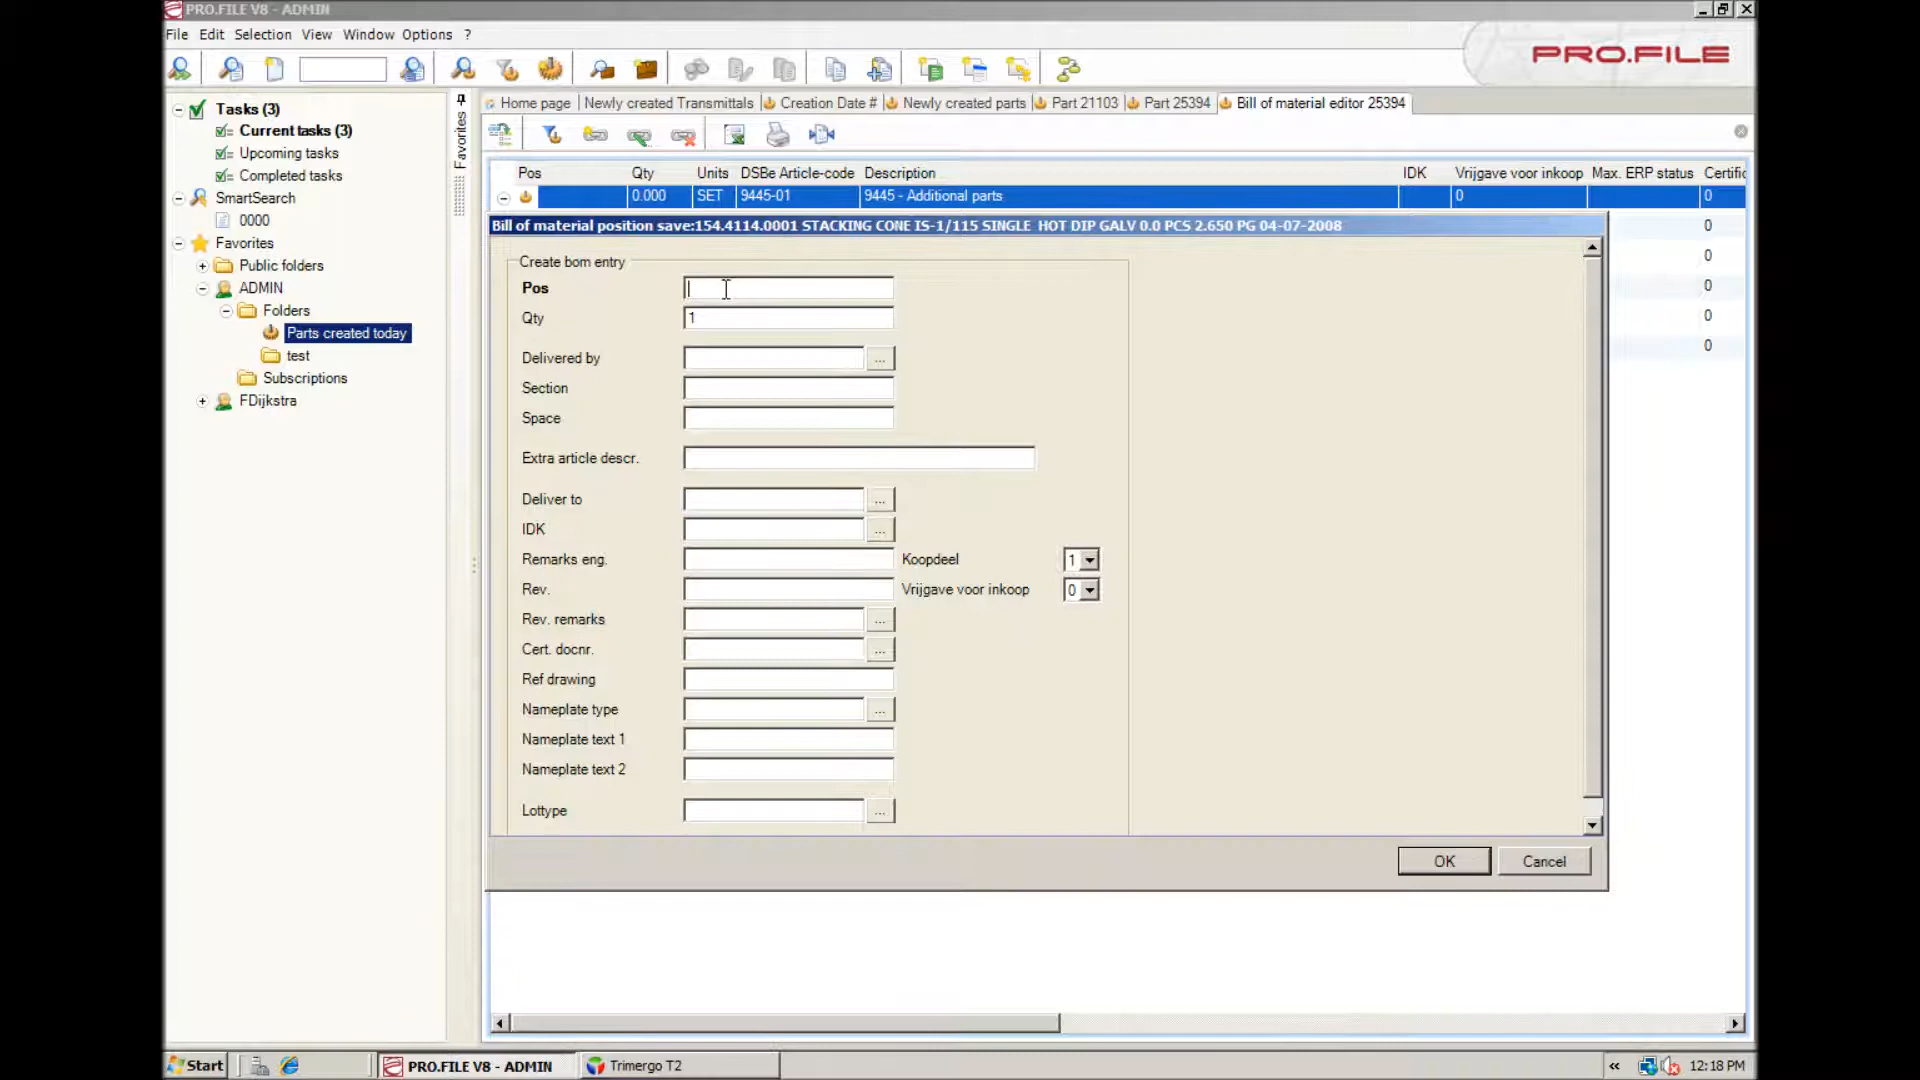 PRO.FILE V8 - ADMIN
File Edit Selection View Window Options ?
PRO.FILE
Tasks (3)
Current tasks (3)
Upcoming tasks
Completed tasks
SmartSearch
0000
Favorites
Public folders
ADMIN
Folders
Parts created today
test
Subscriptions
FDijkstra
Favorites
Home page Newly created Transmittals Creation Date # Newly created parts Part 21103 Part 25394 Bill of material editor 25394
Pos Qty Units DSBe Article-code Description IDK Vrijgave voor inkoop Max. ERP status Certific
0.000 SET 9445-01 9445 - Additional parts 0 0
Bill of material position save:154.4114.0001 STACKING CONE IS-1/115 SINGLE HOT DIP GALV 0.0 PCS 2.650 PG 04-07-2008
0
0
0
0
0
Create bom entry
Pos
Qty 1
Delivered by ...
Section
Space
Extra article descr.
Deliver to ...
IDK ...
Remarks eng. Koopdeel 1
Rev. Vrijgave voor inkoop 0
Rev. remarks ...
Cert. docnr. ...
Ref drawing
Nameplate type ...
Nameplate text 1
Nameplate text 2
Lottype ...
OK Cancel
Start PRO.FILE V8 - ADMIN Trimergo T2 « 12:18 PM